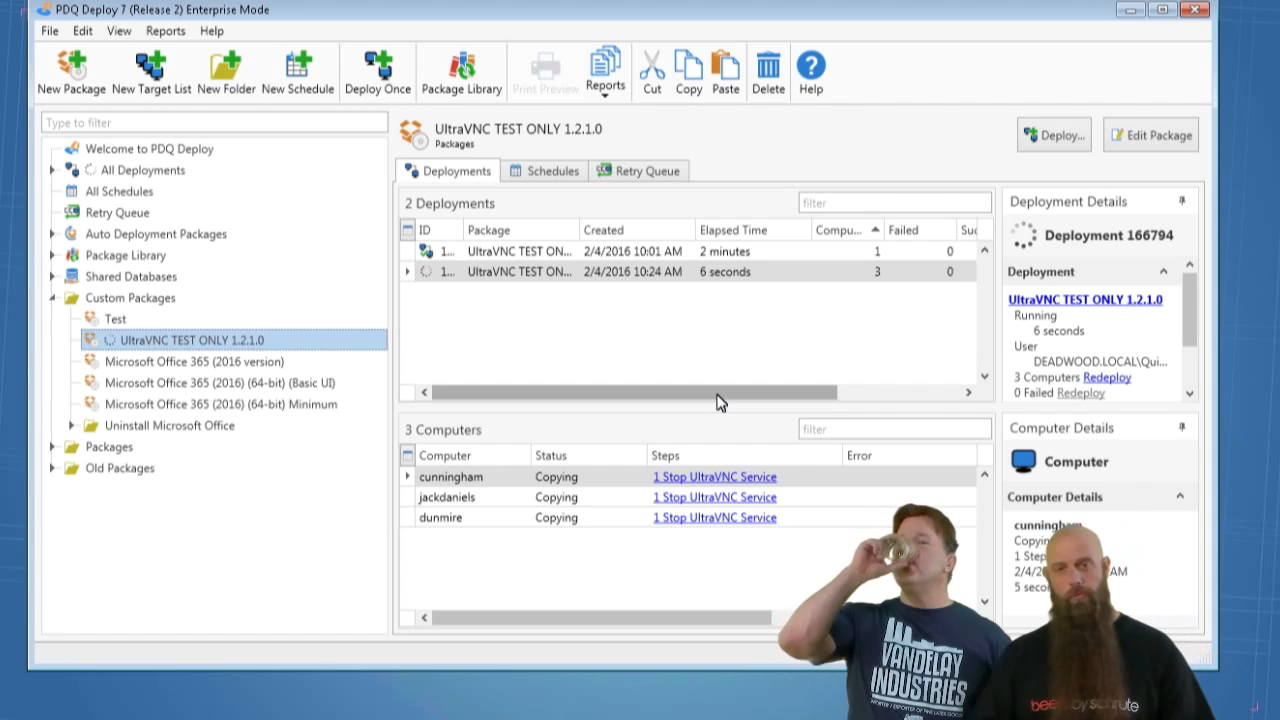 PDQ Deploy 7 (Release 2) Enterprise Mode
File Edit View Reports Help
New Package New Target List New Folder New Schedule Deploy Once Package Library Print Preview Reports Cut Copy Paste Delete Help
Type to filter
Welcome to PDQ Deploy
All Deployments
All Schedules
Retry Queue
Auto Deployment Packages
Package Library
Shared Databases
Custom Packages
Test
UltraVNC TEST ONLY 1.2.1.0
Microsoft Office 365 (2016 version)
Microsoft Office 365 (2016) (64-bit) (Basic UI)
Microsoft Office 365 (2016) (64-bit) Minimum
Uninstall Microsoft Office
Packages
Old Packages
UltraVNC TEST ONLY 1.2.1.0
Packages
Deploy... Edit Package
Deployments Schedules Retry Queue
2 Deployments filter
ID Package Created Elapsed Time Compu... Failed Suc
1... UltraVNC TEST ON... 2/4/2016 10:01 AM 2 minutes 1 0
1... UltraVNC TEST ON... 2/4/2016 10:24 AM 6 seconds 3 0
3 Computers filter
Computer Status Steps Error
cunningham Copying 1 Stop UltraVNC Service
jackdaniels Copying 1 Stop UltraVNC Service
dunmire Copying 1 Stop UltraVNC Service
Deployment Details
Deployment 166794
Deployment
UltraVNC TEST ONLY 1.2.1.0
Running
6 seconds
User
DEADWOOD.LOCAL\Qui...
3 Computers Redeploy
0 Failed Redeploy
Computer Details
Computer
Computer Details
cunningham
Copyin
1 Step
2/4/2 AM
5 seco
VANDELAY
INDUSTRIES